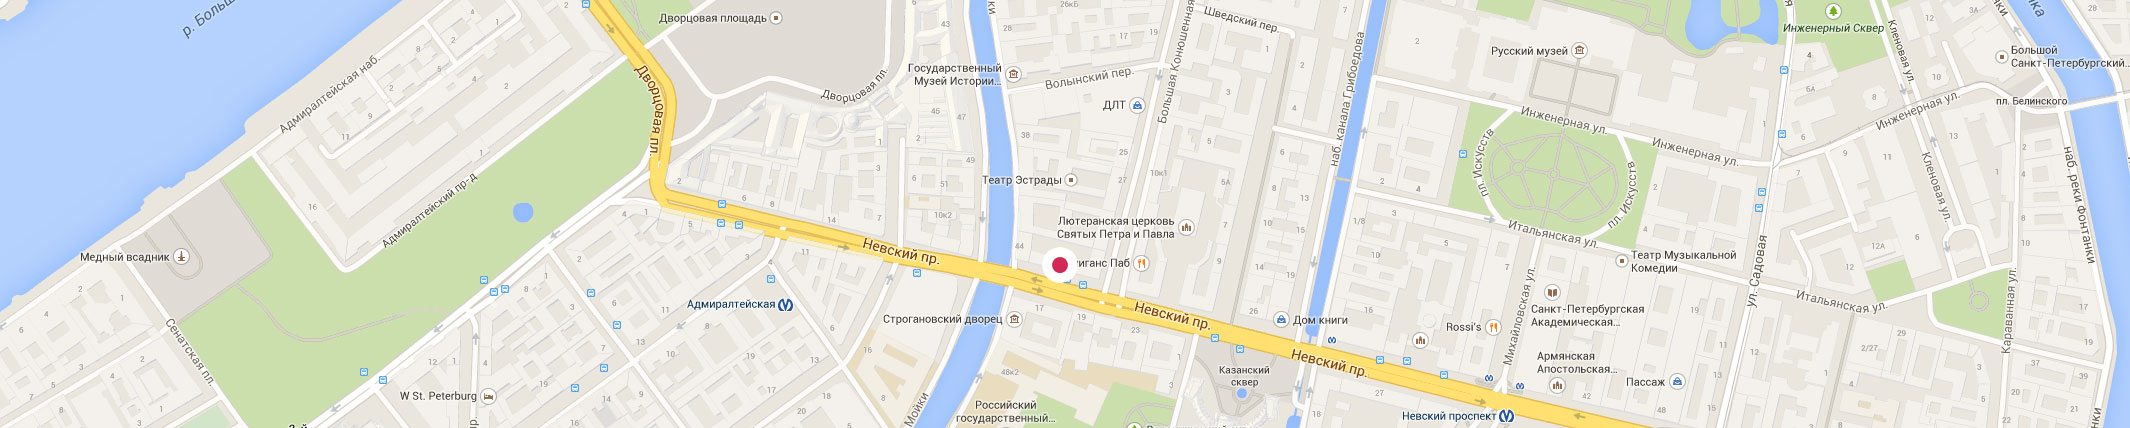 р. Больш
Адмиралтейская наб.
Адмиралтейский пр-д
Медный всадник
Сенатская пл.
W St. Peterburg
Дворцовая площадь
Дворцовая пл.
Дворцовая пл.
Государственный
Музей Истории...
Волынский пер.
ДЛТ
Большая Конюшенная
Шведский пер.
Театр Эстрады
Лютеранская церковь
Святых Петра и Павла
иганс Паб
Невский пр.
Адмиралтейская
Строгановский дворец
Мойки
Российский
государственный...
Невский пр.
Казанский
сквер
Дом книги
Невский пр.
наб. канала Грибоедова
Русский музей
Инженерный Сквер
Кленовая ул.
Большой
Санкт-Петербургский...
пл. Белинского
Инженерная ул.
Инженерная ул.
Инженерная ул.
пл. Искусств
пл. Искусств
Итальянская ул.
Театр Музыкальной
Комедии
ул. Садовая
Кленовая ул.
Итальянская ул.
Караванная ул.
наб. реки Фонтанки
Санкт-Петербургская
Академическая...
Михайловская ул.
Rossi's
Армянская
Апостольская...
Пассаж
Невский проспект